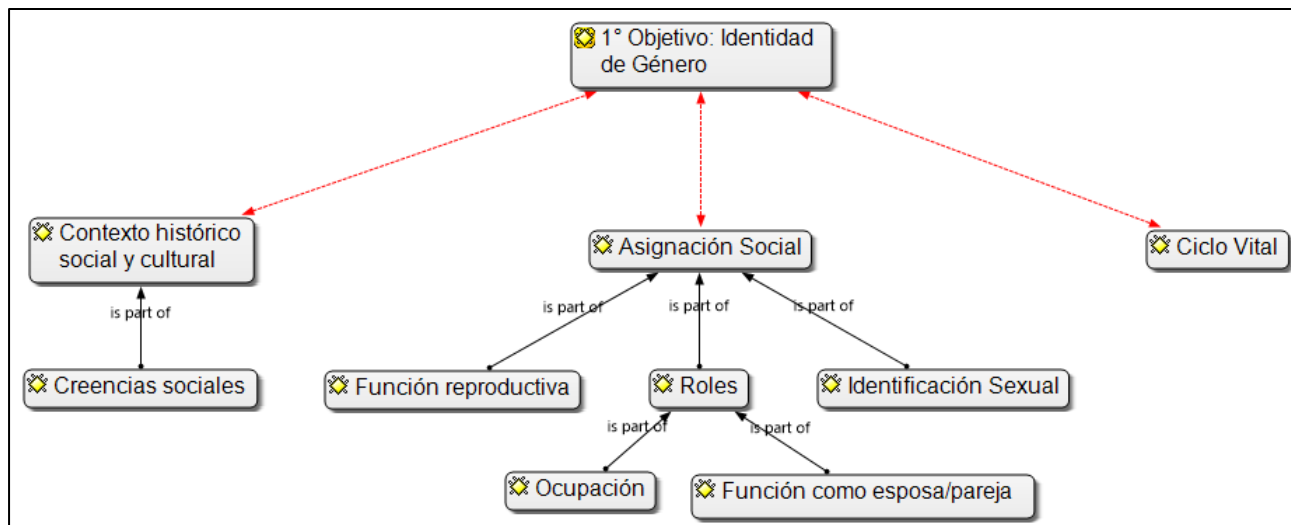 1° Objetivo: Identidad
de Género
Contexto histórico
social y cultural
Asignación Social
Ciclo Vital
is part of
is part of
is part of
is part of
Creencias sociales
Función reproductiva
Roles
Identificación Sexual
is part of
is part of
Ocupación
Función como esposa/pareja